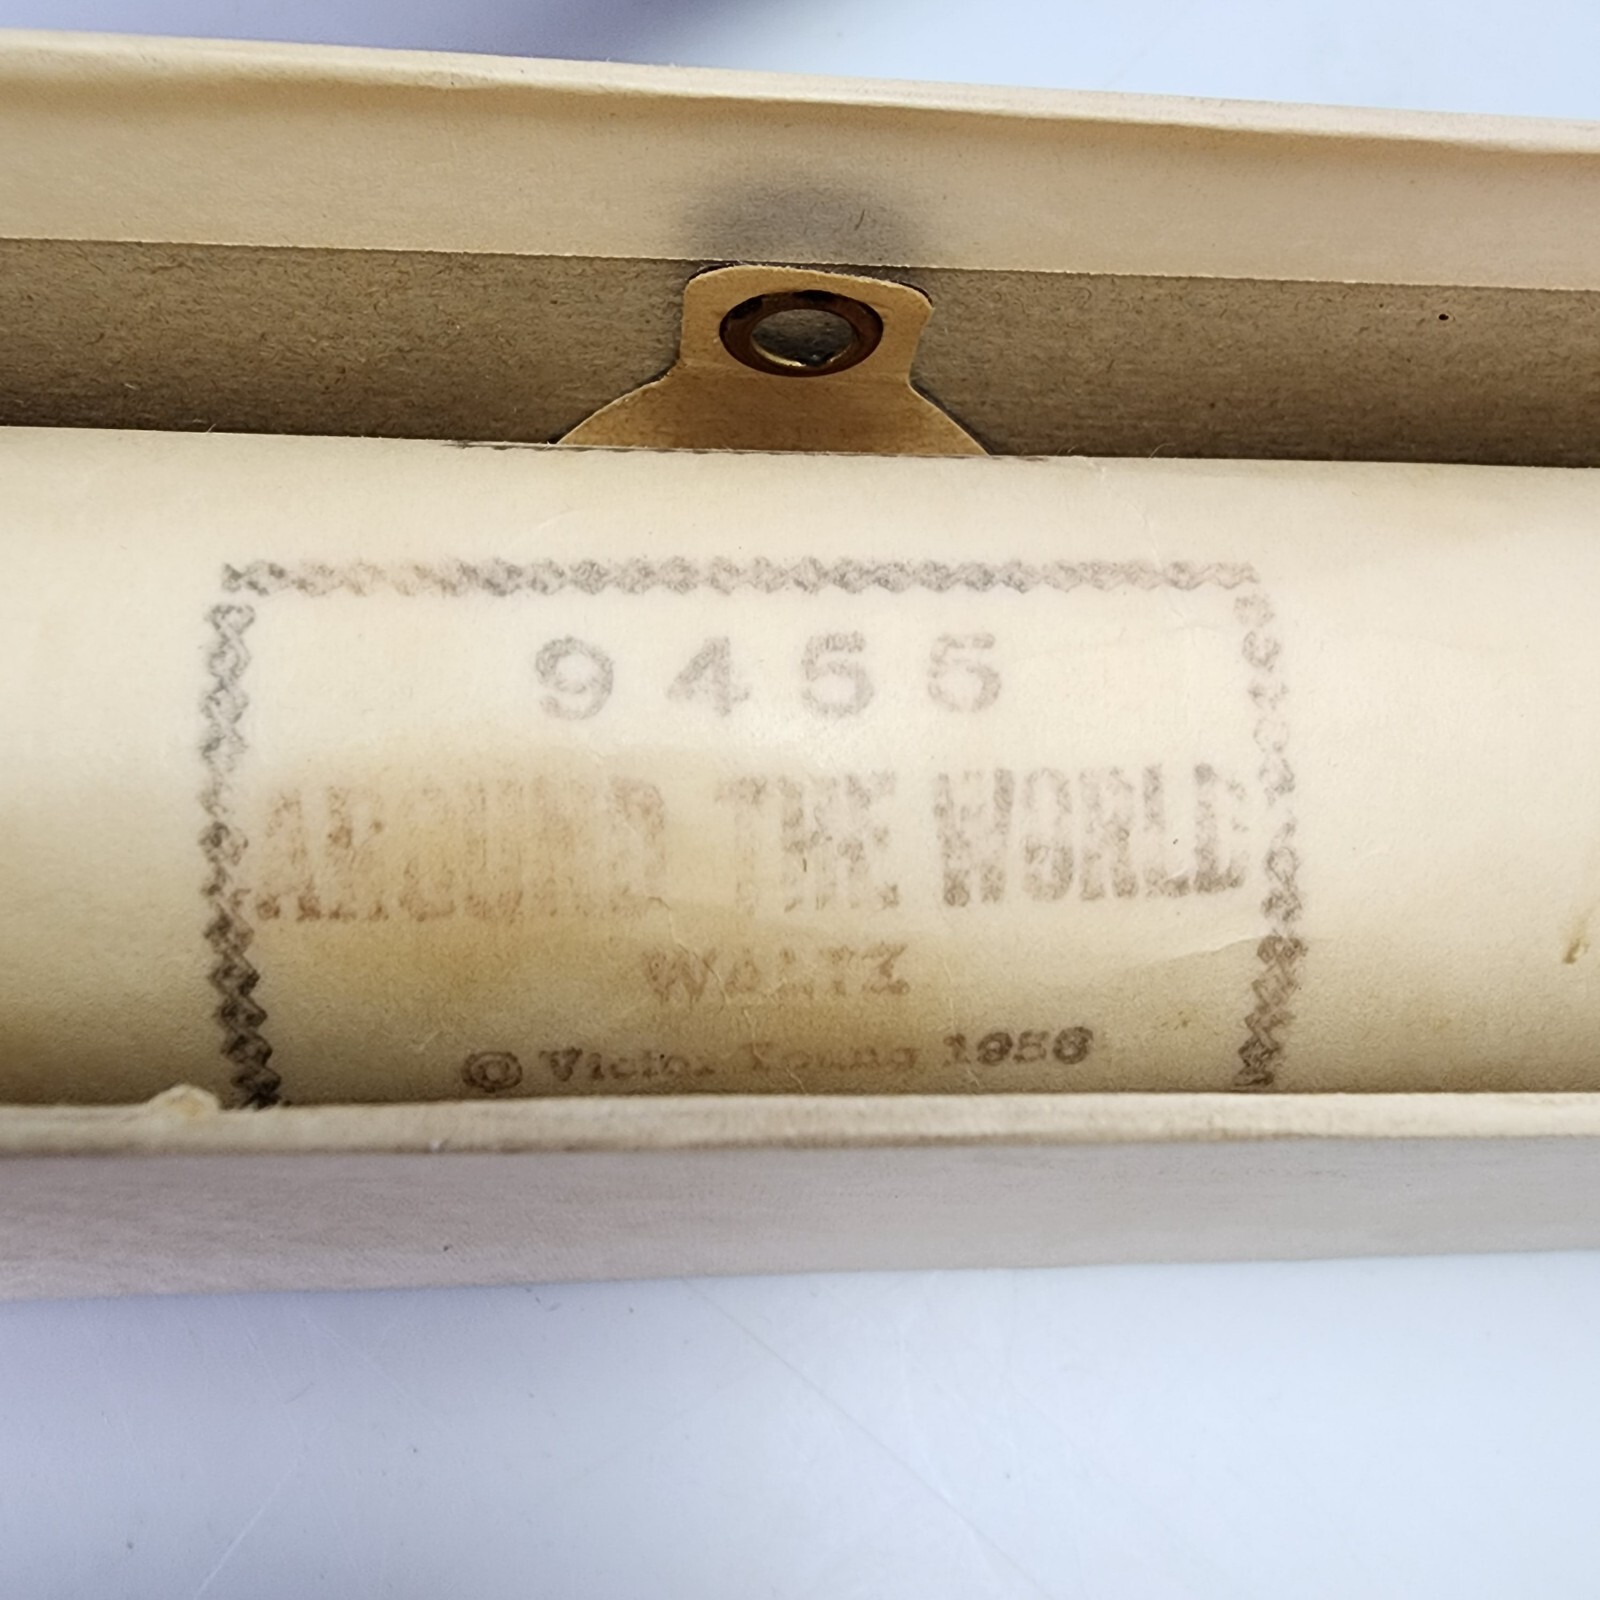 9455
AROUND THE WORLD
WALTZ
© Victor Young 1956